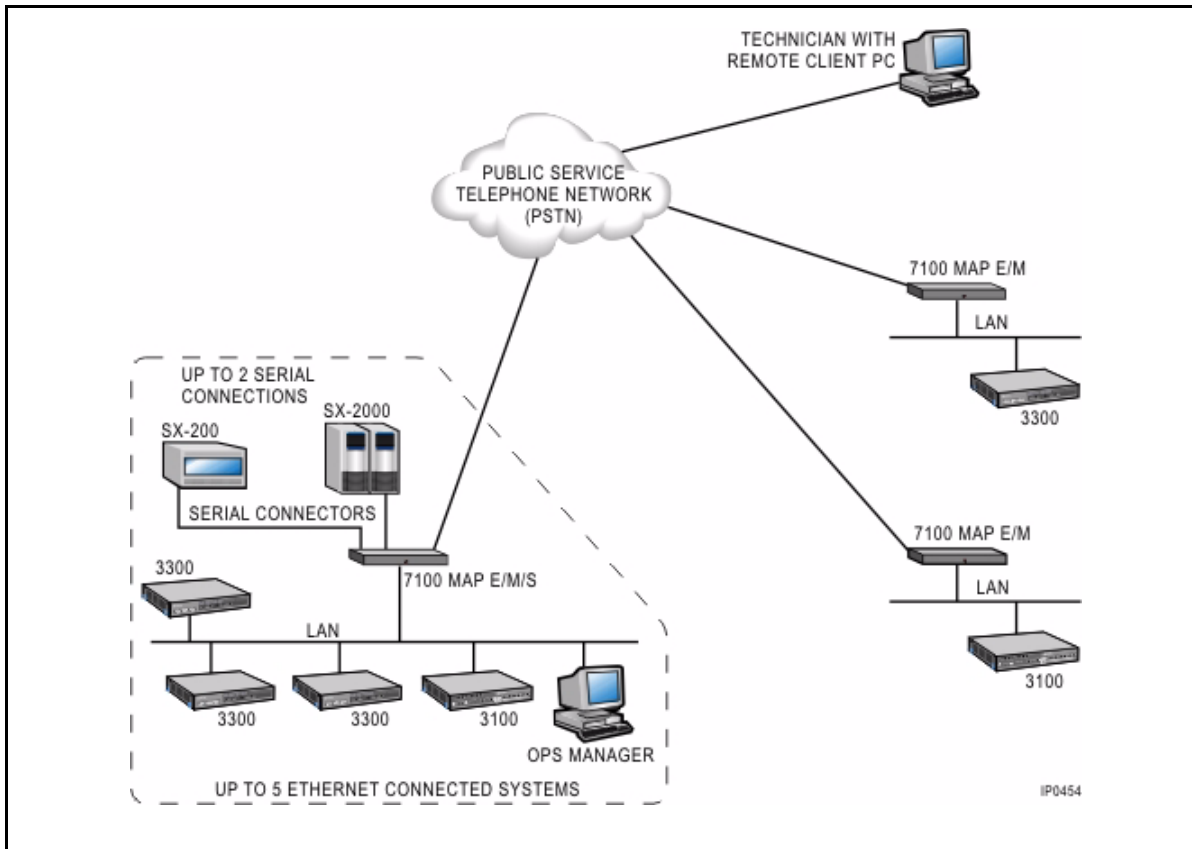 TECHNICIAN WITH
REMOTE CLIENT PC
PUBLIC SERVICE
TELEPHONE NETWORK
(PSTN)
7100 MAP E/M
LAN
3300
UP TO 2 SERIAL
CONNECTIONS
SX-2000
SX-200
SERIAL CONNECTORS
7100 MAP E/M/S
7100 MAP E/M
LAN
3100
3300
LAN
3300
3300
3100
OPS MANAGER
UP TO 5 ETHERNET CONNECTED SYSTEMS
IP0454